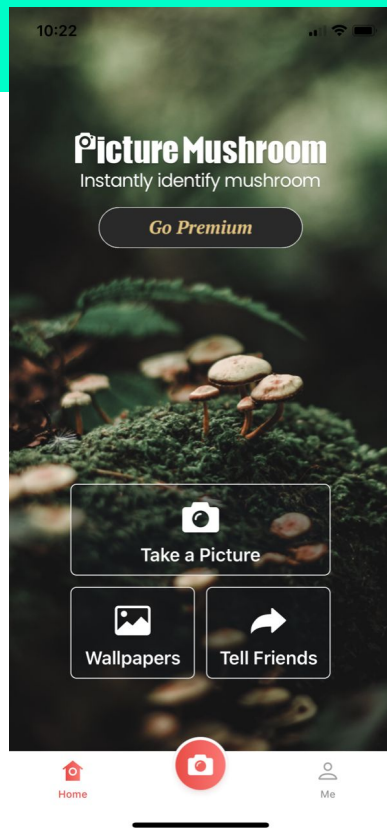 10:22
Picture Mushroom
Instantly identify mushroom
Go Premium
Take a Picture
Wallpapers
Tell Friends
Home
Me